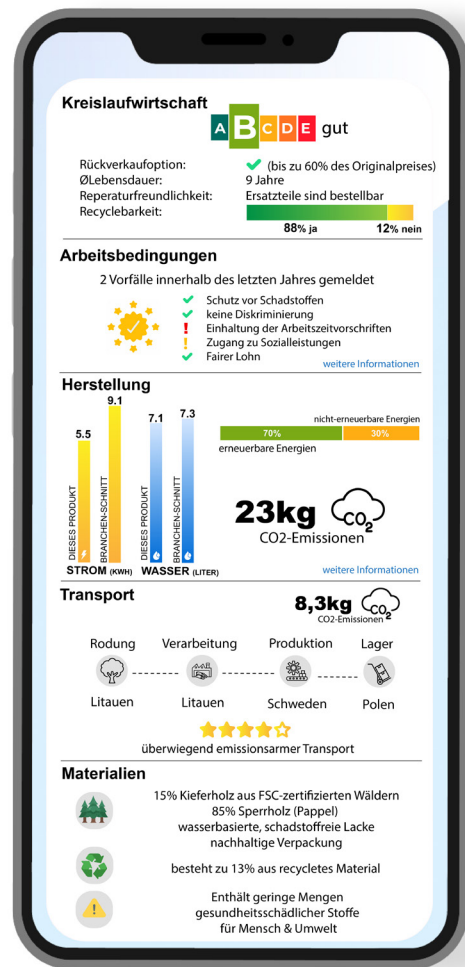 Kreislaufwirtschaft
A B C D E gut
Rückverkaufoption: (bis zu 60% des Originalpreises)
ØLebensdauer: 9 Jahre
Reperaturfreundlichkeit: Ersatzteile sind bestellbar
Recyclebarkeit:
88% ja 12% nein
Arbeitsbedingungen
2 Vorfälle innerhalb des letzten Jahres gemeldet
Schutz vor Schadstoffen
keine Diskriminierung
! Einhaltung der Arbeitszeitvorschriften
! Zugang zu Sozialleistungen
Fairer Lohn
weitere Informationen
Herstellung
5.5 9.1 7.1 7.3
DIESES PRODUKT
BRANCHEN-SCHNITT
DIESES PRODUKT
BRANCHEN-SCHNITT
STROM (KWH) WASSER (LITER)
nicht-erneuerbare Energien
70% 30%
erneuerbare Energien
23kg CO2
CO2-Emissionen
weitere Informationen
Transport
8,3kg CO2
CO2-Emissionen
Rodung Verarbeitung Produktion Lager
Litauen Litauen Schweden Polen
überwiegend emissionsarmer Transport
Materialien
15% Kieferholz aus FSC-zertifizierten Wäldern
85% Sperrholz (Pappel)
wasserbasierte, schadstoffreie Lacke
nachhaltige Verpackung
besteht zu 13% aus recycletes Material
Enthält geringe Mengen
gesundheitsschädlicher Stoffe
für Mensch & Umwelt